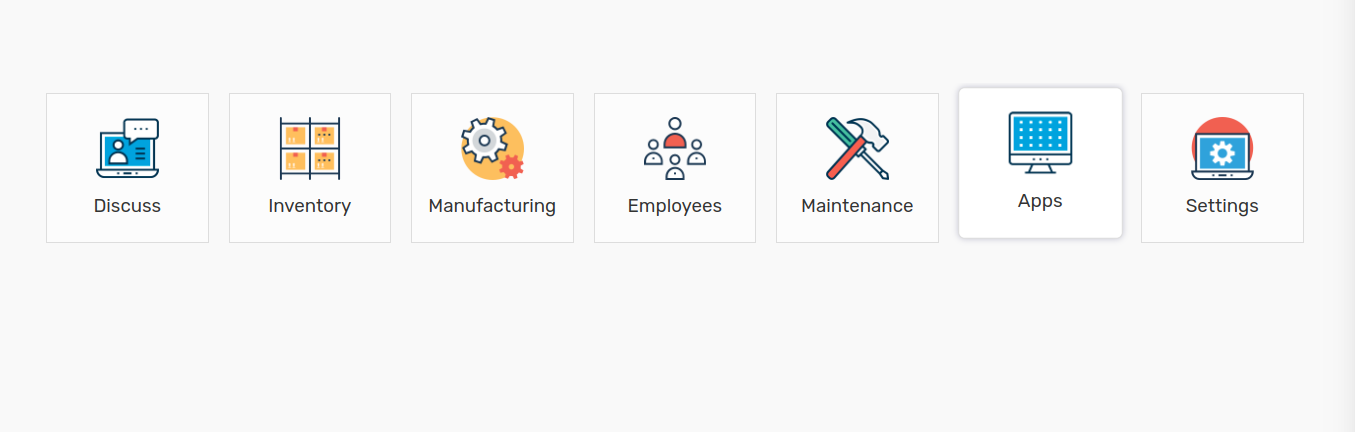 Discuss
Inventory
Manufacturing
Employees
Maintenance
Apps
Settings